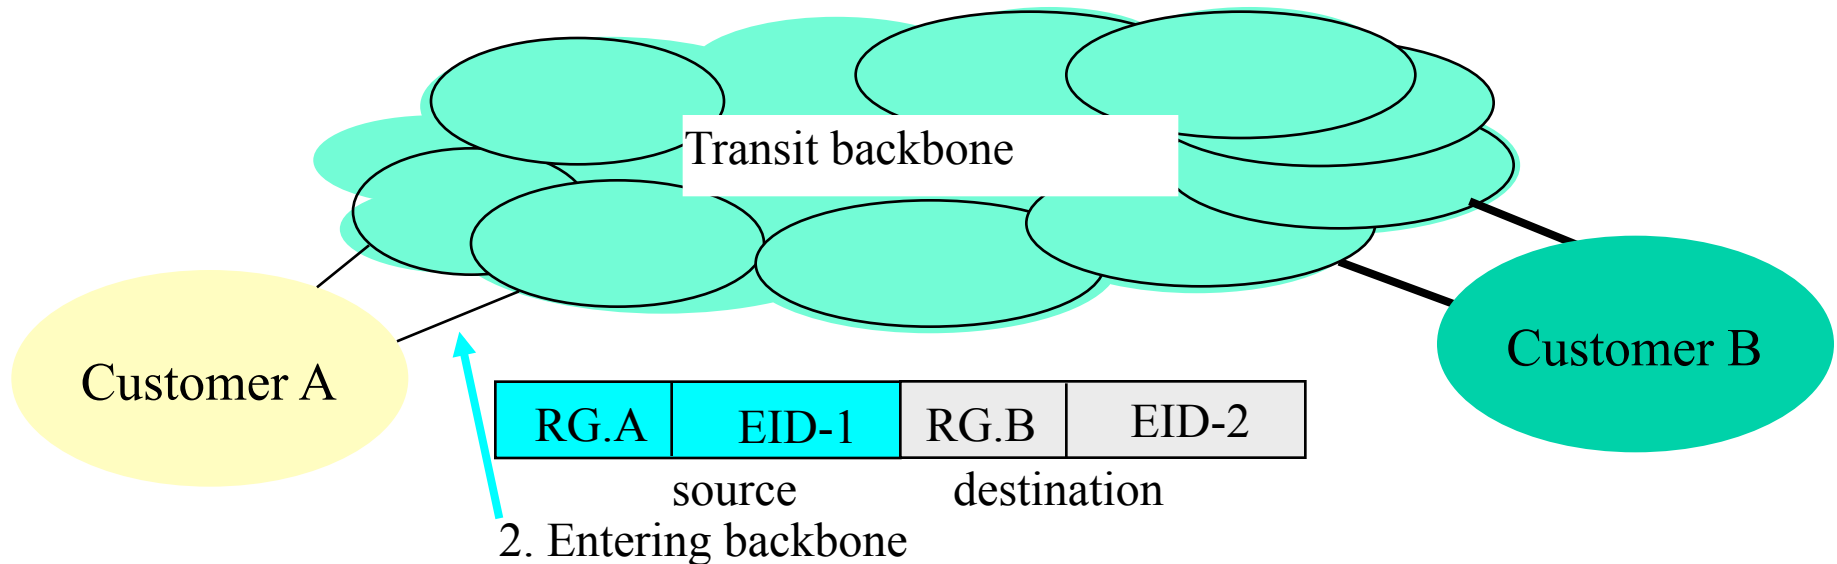 Transit backbone
Customer A
Customer B
RG.A EID-1 RG.B EID-2
source destination
2. Entering backbone